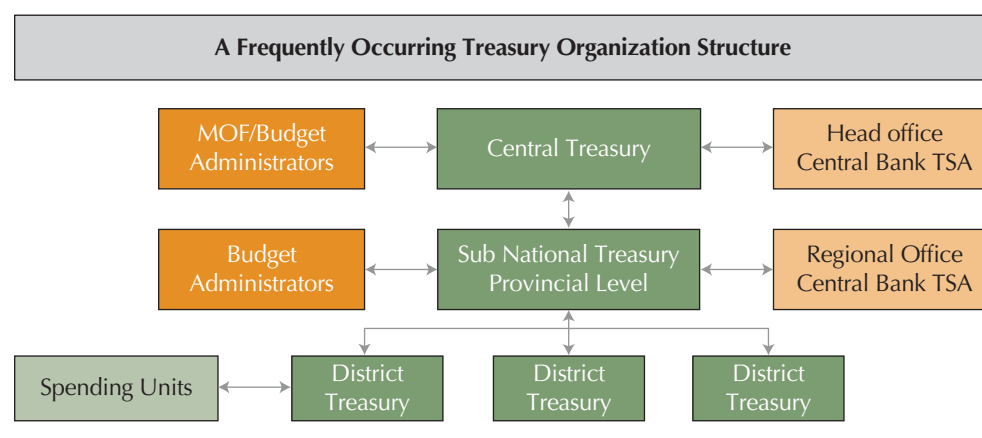 A Frequently Occurring Treasury Organization Structure
MOF/Budget
Administrators
Central Treasury
Head office
Central Bank TSA
Budget
Administrators
Sub National Treasury
Provincial Level
Regional Office
Central Bank TSA
Spending Units
District
Treasury
District
Treasury
District
Treasury